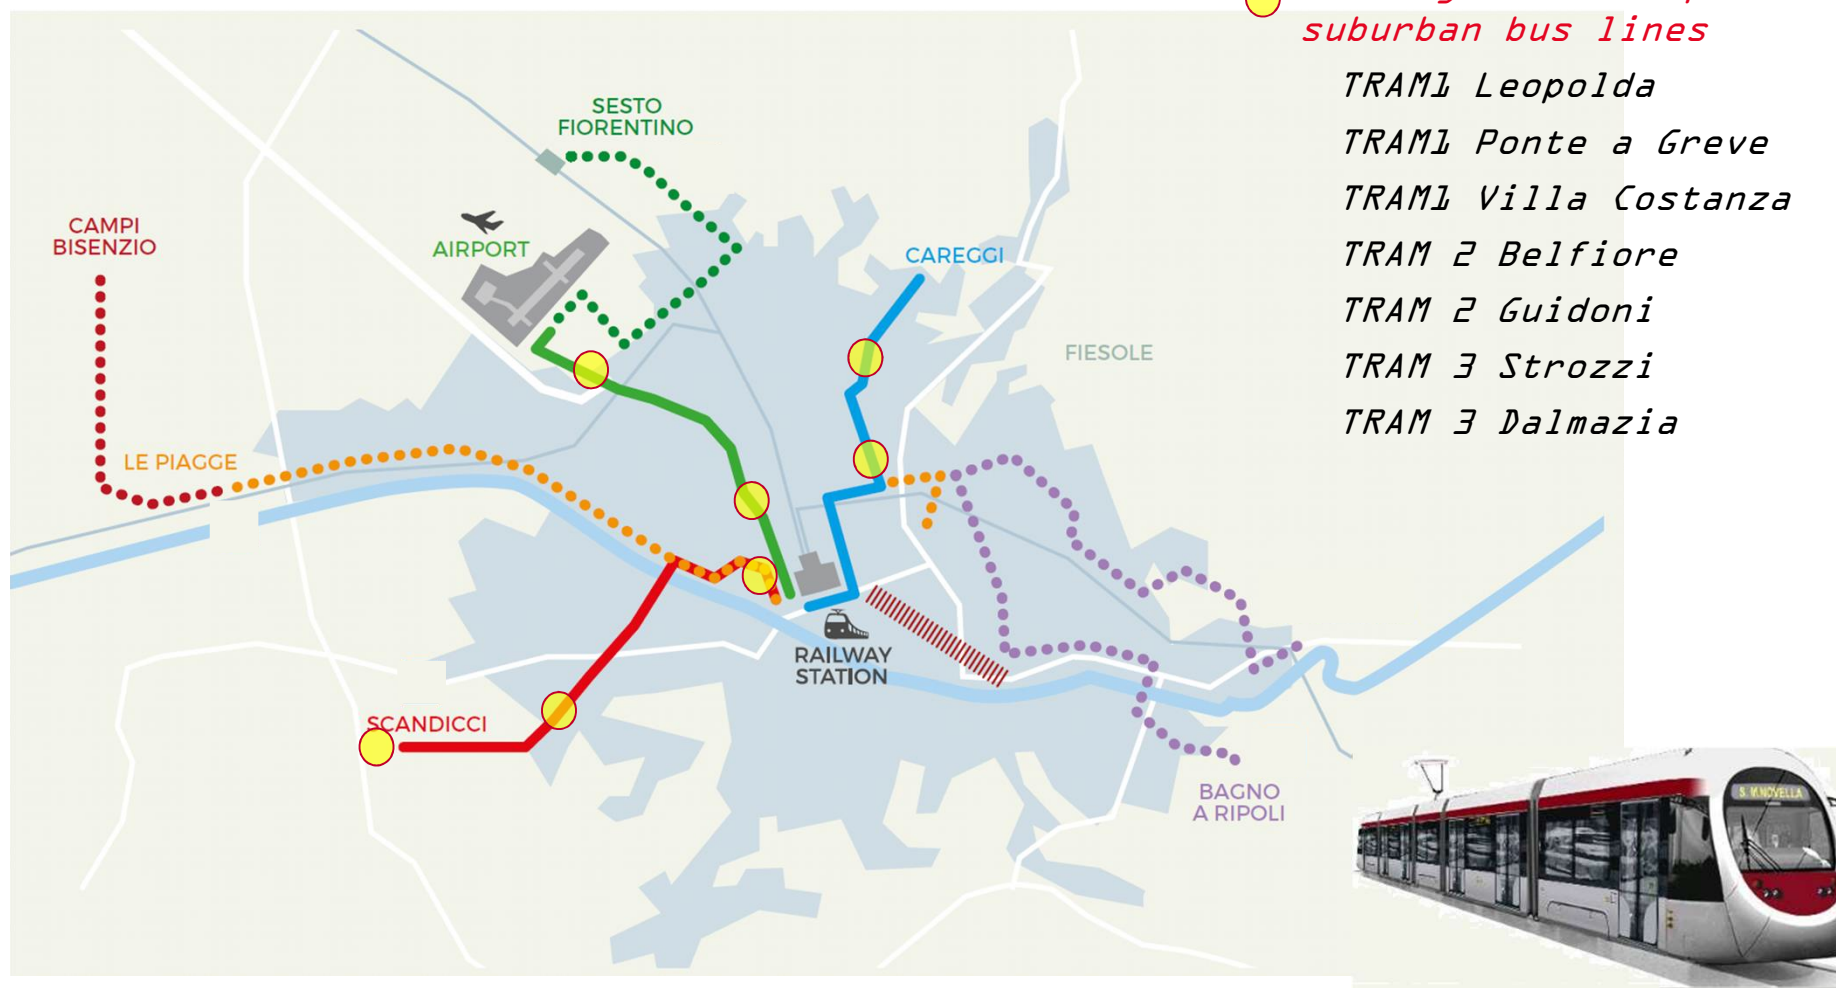 suburban bus lines
TRAM1 Leopolda
TRAM1 Ponte a Greve
TRAM1 Villa Costanza
TRAM 2 Belfiore
TRAM 2 Guidoni
TRAM 3 Strozzi
TRAM 3 Dalmazia
SESTO
FIORENTINO
CAMPI
BISENZIO
AIRPORT
CAREGGI
FIESOLE
LE PIAGGE
RAILWAY
STATION
SCANDICCI
BAGNO
A RIPOLI
S. M.NOVELLA